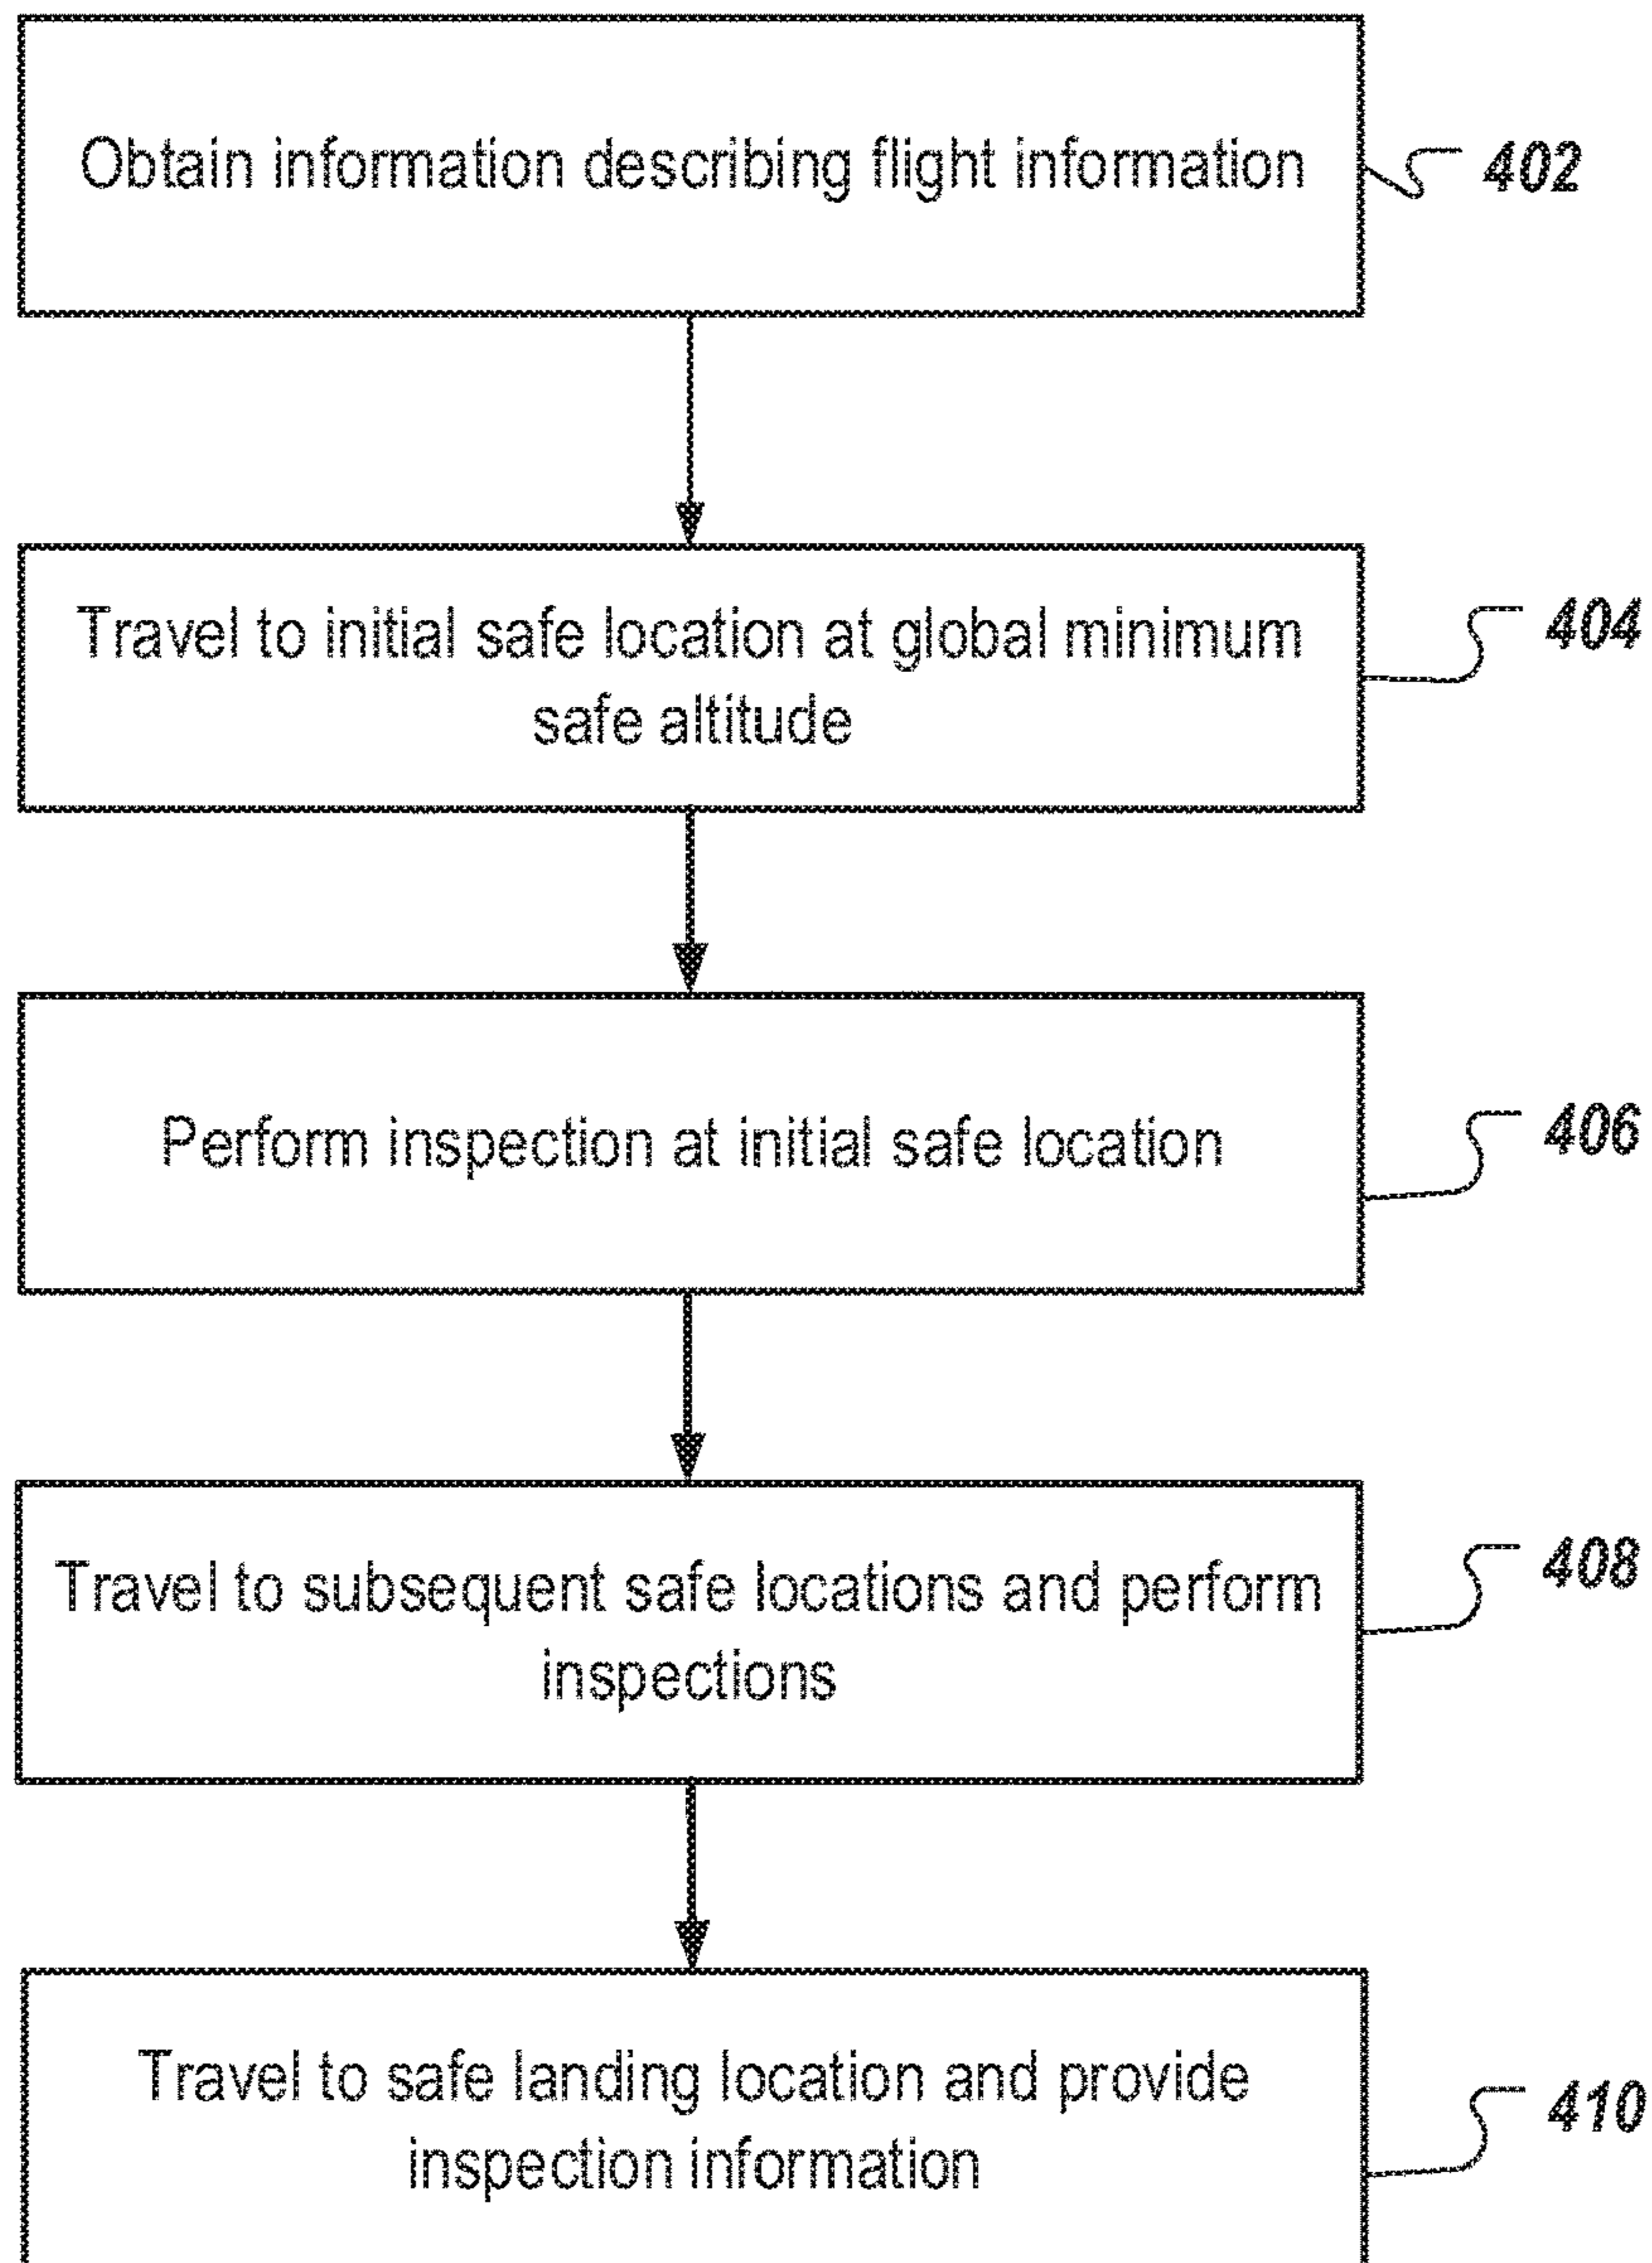 Obtain information describing flight information
402
Travel to initial safe location at global minimum
safe altitude
404
Perform inspection at initial safe location
406
Travel to subsequent safe locations and perform
inspections
408
Travel to safe landing location and provide
inspection information
410